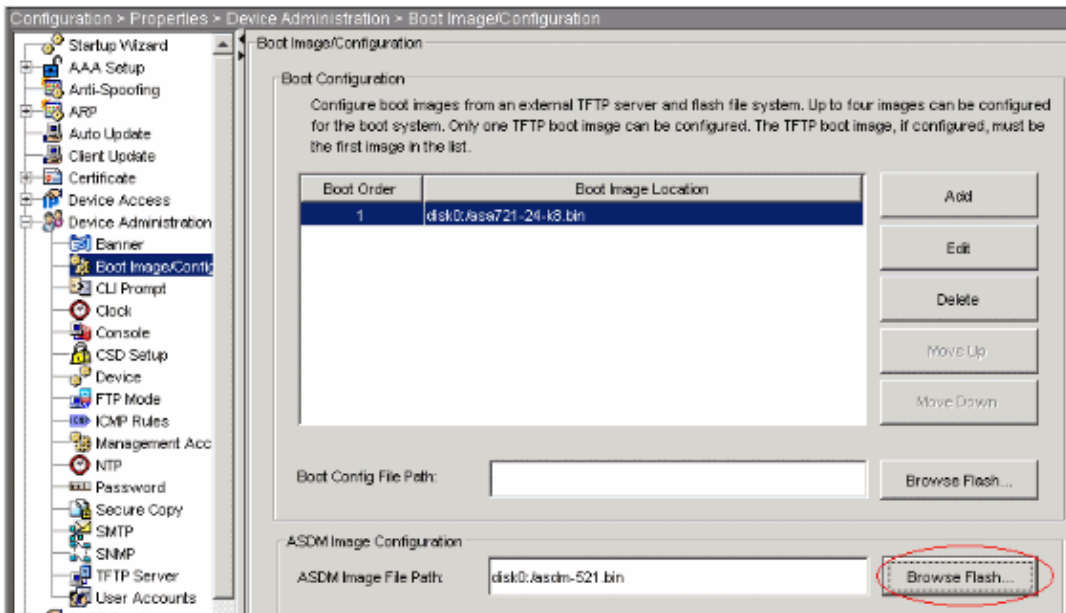 Configuration > Properties > Device Administration > Boot Image/Configuration
Startup Wizard
AAA Setup
Anti-Spoofing
ARP
Auto Update
Client Update
Certificate
Device Access
Device Administration
Banner
Boot Image/Config
CLI Prompt
Clock
Console
CSD Setup
Device
FTP Mode
ICMP Rules
Management Acc
NTP
Password
Secure Copy
SMTP
SNMP
TFTP Server
User Accounts
Boot Image/Configuration
Boot Configuration
Configure boot images from an external TFTP server and flash file system. Up to four images can be configured
for the boot system. Only one TFTP boot image can be configured. The TFTP boot image, if configured, must be
the first image in the list.
Boot Order Boot Image Location
1 disk0:/asa721-24-k8.bin
Add
Edit
Delete
Move Up
Move Down
Boot Config File Path: Browse Flash...
ASDM Image Configuration
ASDM Image File Path: disk0:/asdm-521.bin Browse Flash...